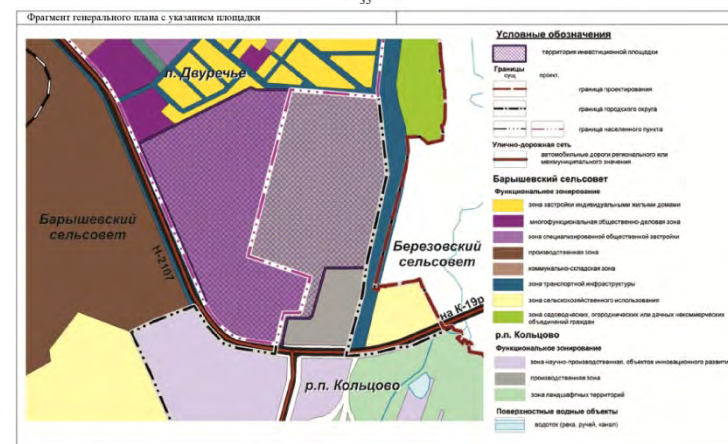 35
Фрагмент генерального плана с указанием площадки
п. Двуречье
Барышевский
сельсовет
Н-2107
Березовский
сельсовет
на К-19р
р.п. Кольцово
Условные обозначения
территория инвестиционной площадки
Границы
сущ. проект.
граница проектирования
граница городского округа
граница населенного пункта
Улично-дорожная сеть
автомобильные дороги регионального или
межмуниципального значения
Барышевский сельсовет
Функциональное зонирование
зона застройки индивидуальными жилыми домами
многофункциональная общественно-деловая зона
зона специализированной общественной застройки
производственная зона
коммунально-складская зона
зона транспортной инфраструктуры
зона сельскохозяйственного использования
зона садоводческих, огороднических или дачных некоммерческих
объединений граждан
р.п. Кольцово
Функциональное зонирование
зона научно-производственная, объектов инновационного развити
производственная зона
зона ландшафтных территорий
Поверхностные водные объекты
водоток (река, ручей, канал)